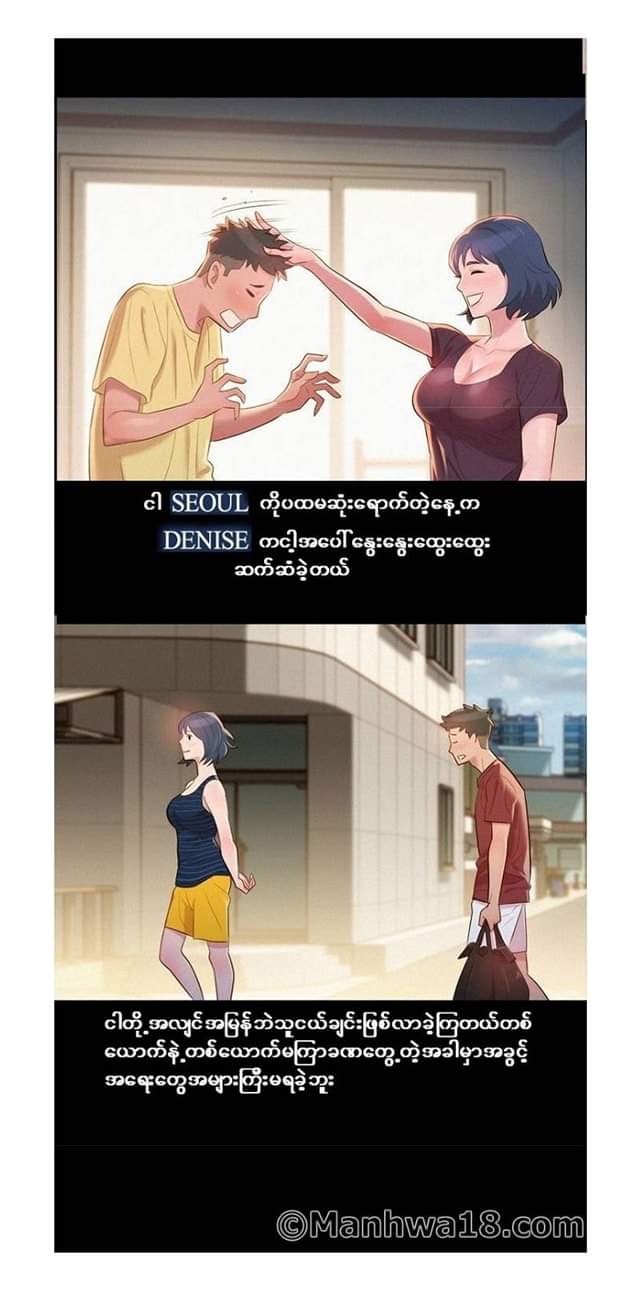 ငါ SEOUL ကိုပထမဆုံးရောက်တဲ့နေ့က
DENISE ကငါ့အပေါ် နွေးနွေးထွေးထွေး
ဆက်ဆံခဲ့တယ်
ငါတို့အလျင်အမြန်ဘဲသူငယ်ချင်းဖြစ်လာခဲ့ကြတယ်တစ်
ယောက်နဲ့တစ်ယောက်မကြာခဏတွေ့တဲ့အခါမှာအခွင့်
အရေးတွေအများကြီးမရခဲ့ဘူး
©Manhwa18.com